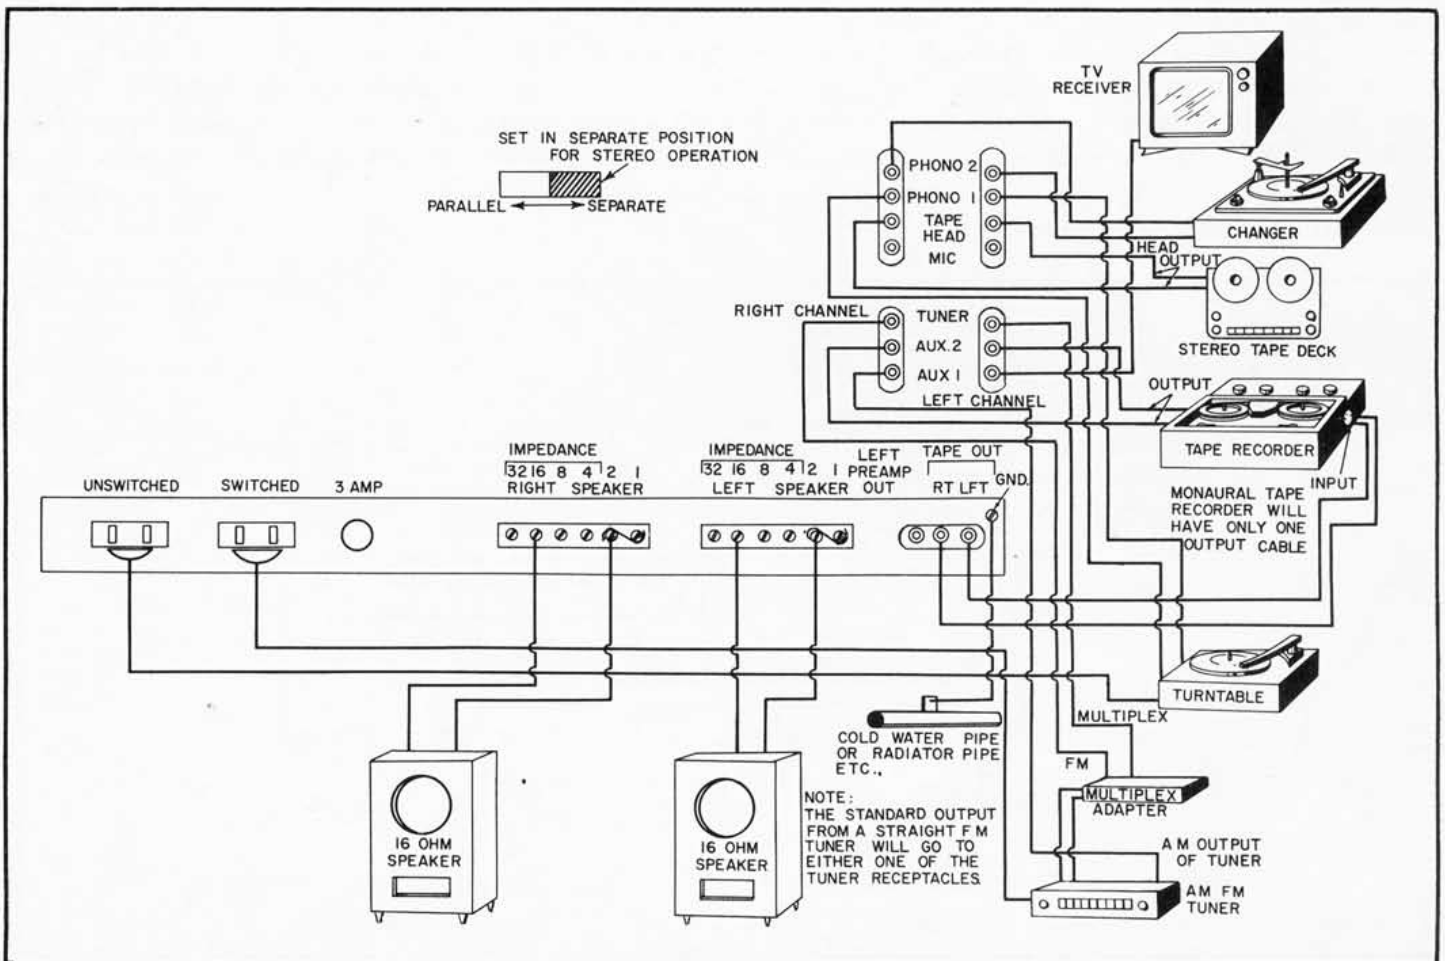 TV
RECEIVER
SET IN SEPARATE POSITION
FOR STEREO OPERATION
PARALLEL
SEPARATE
PHONO 2
PHONO 1
TAPE
HEAD
MIC
CHANGER
HEAD
OUTPUT
STEREO TAPE DECK
RIGHT CHANNEL
TUNER
AUX. 2
AUX 1
LEFT CHANNEL
OUTPUT
TAPE RECORDER
INPUT
MONAURAL TAPE
RECORDER WILL
HAVE ONLY ONE
OUTPUT CABLE
UNSWITCHED
SWITCHED
3 AMP
IMPEDANCE
32 16 8 4 2 1
RIGHT SPEAKER
IMPEDANCE
32 16 8 4 2 1
LEFT SPEAKER
LEFT
PREAMP
OUT
TAPE OUT
RT LFT
GND.
TURNTABLE
MULTIPLEX
FM
COLD WATER PIPE
OR RADIATOR PIPE
ETC.,
MULTIPLEX
ADAPTER
NOTE:
THE STANDARD OUTPUT
FROM A STRAIGHT FM
TUNER WILL GO TO
EITHER ONE OF THE
TUNER RECEPTACLES.
16 OHM
SPEAKER
16 OHM
SPEAKER
AM OUTPUT
OF TUNER
AM FM
TUNER